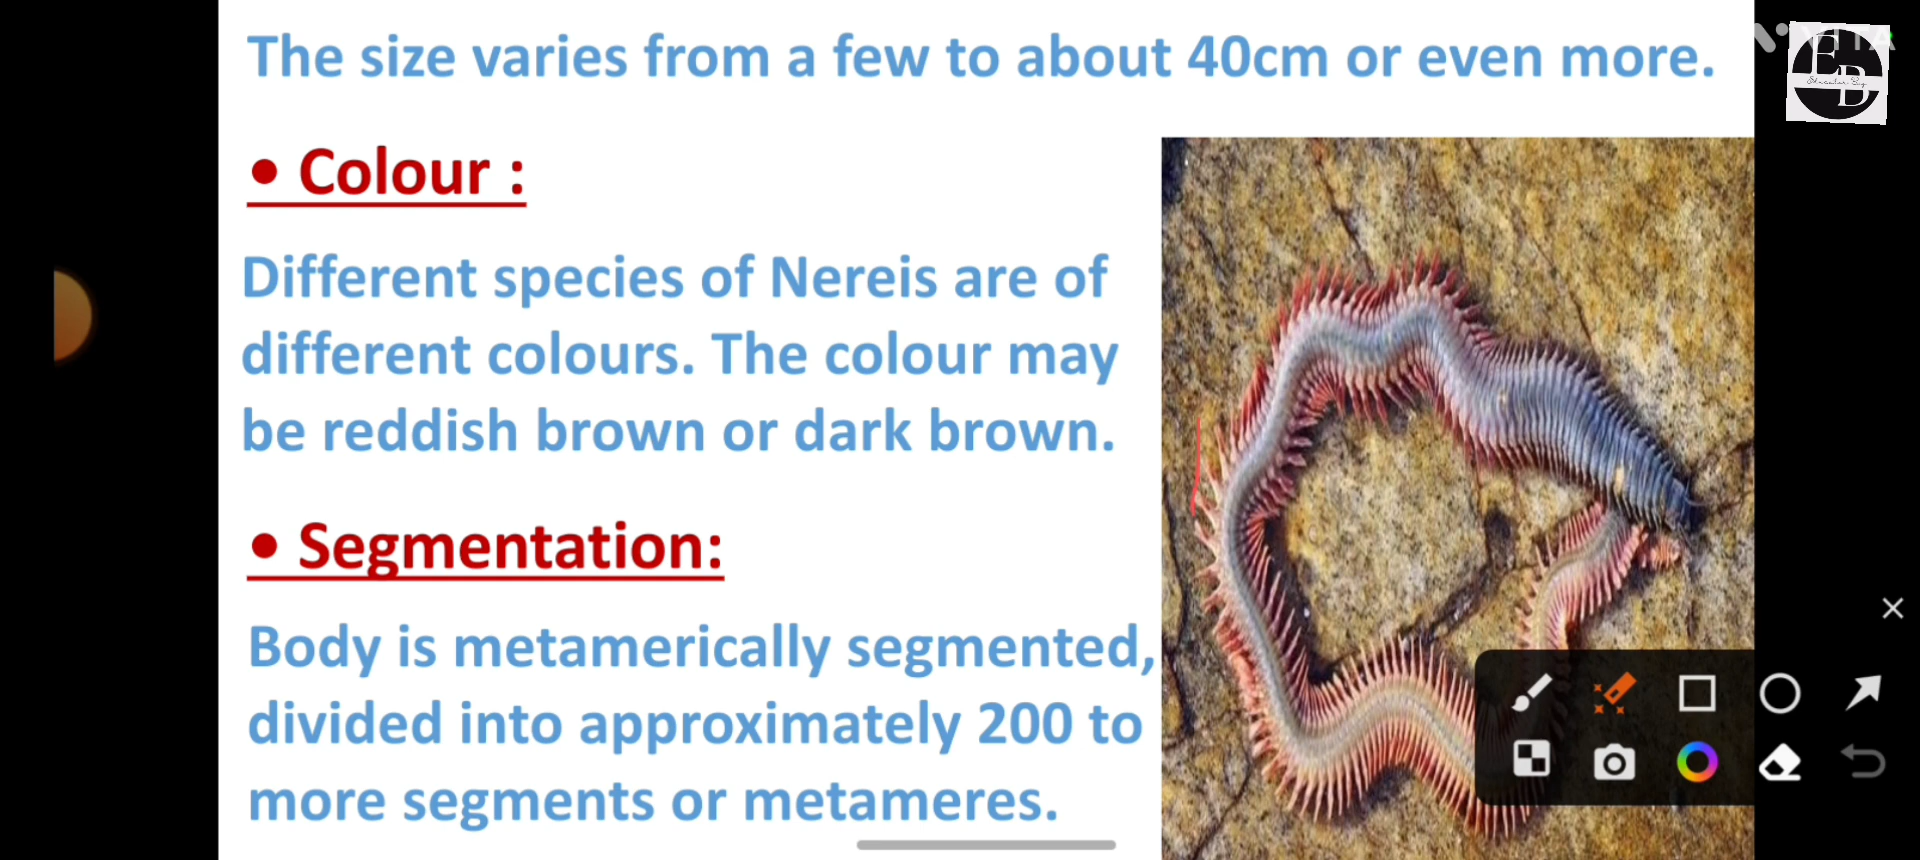 The size varies from a few to about 40cm or even more.
• Colour :
Different species of Nereis are of
different colours. The colour may
be reddish brown or dark brown.
• Segmentation:
Body is metamerically segmented,
divided into approximately 200 to
more segments or metameres.
VITA
ED